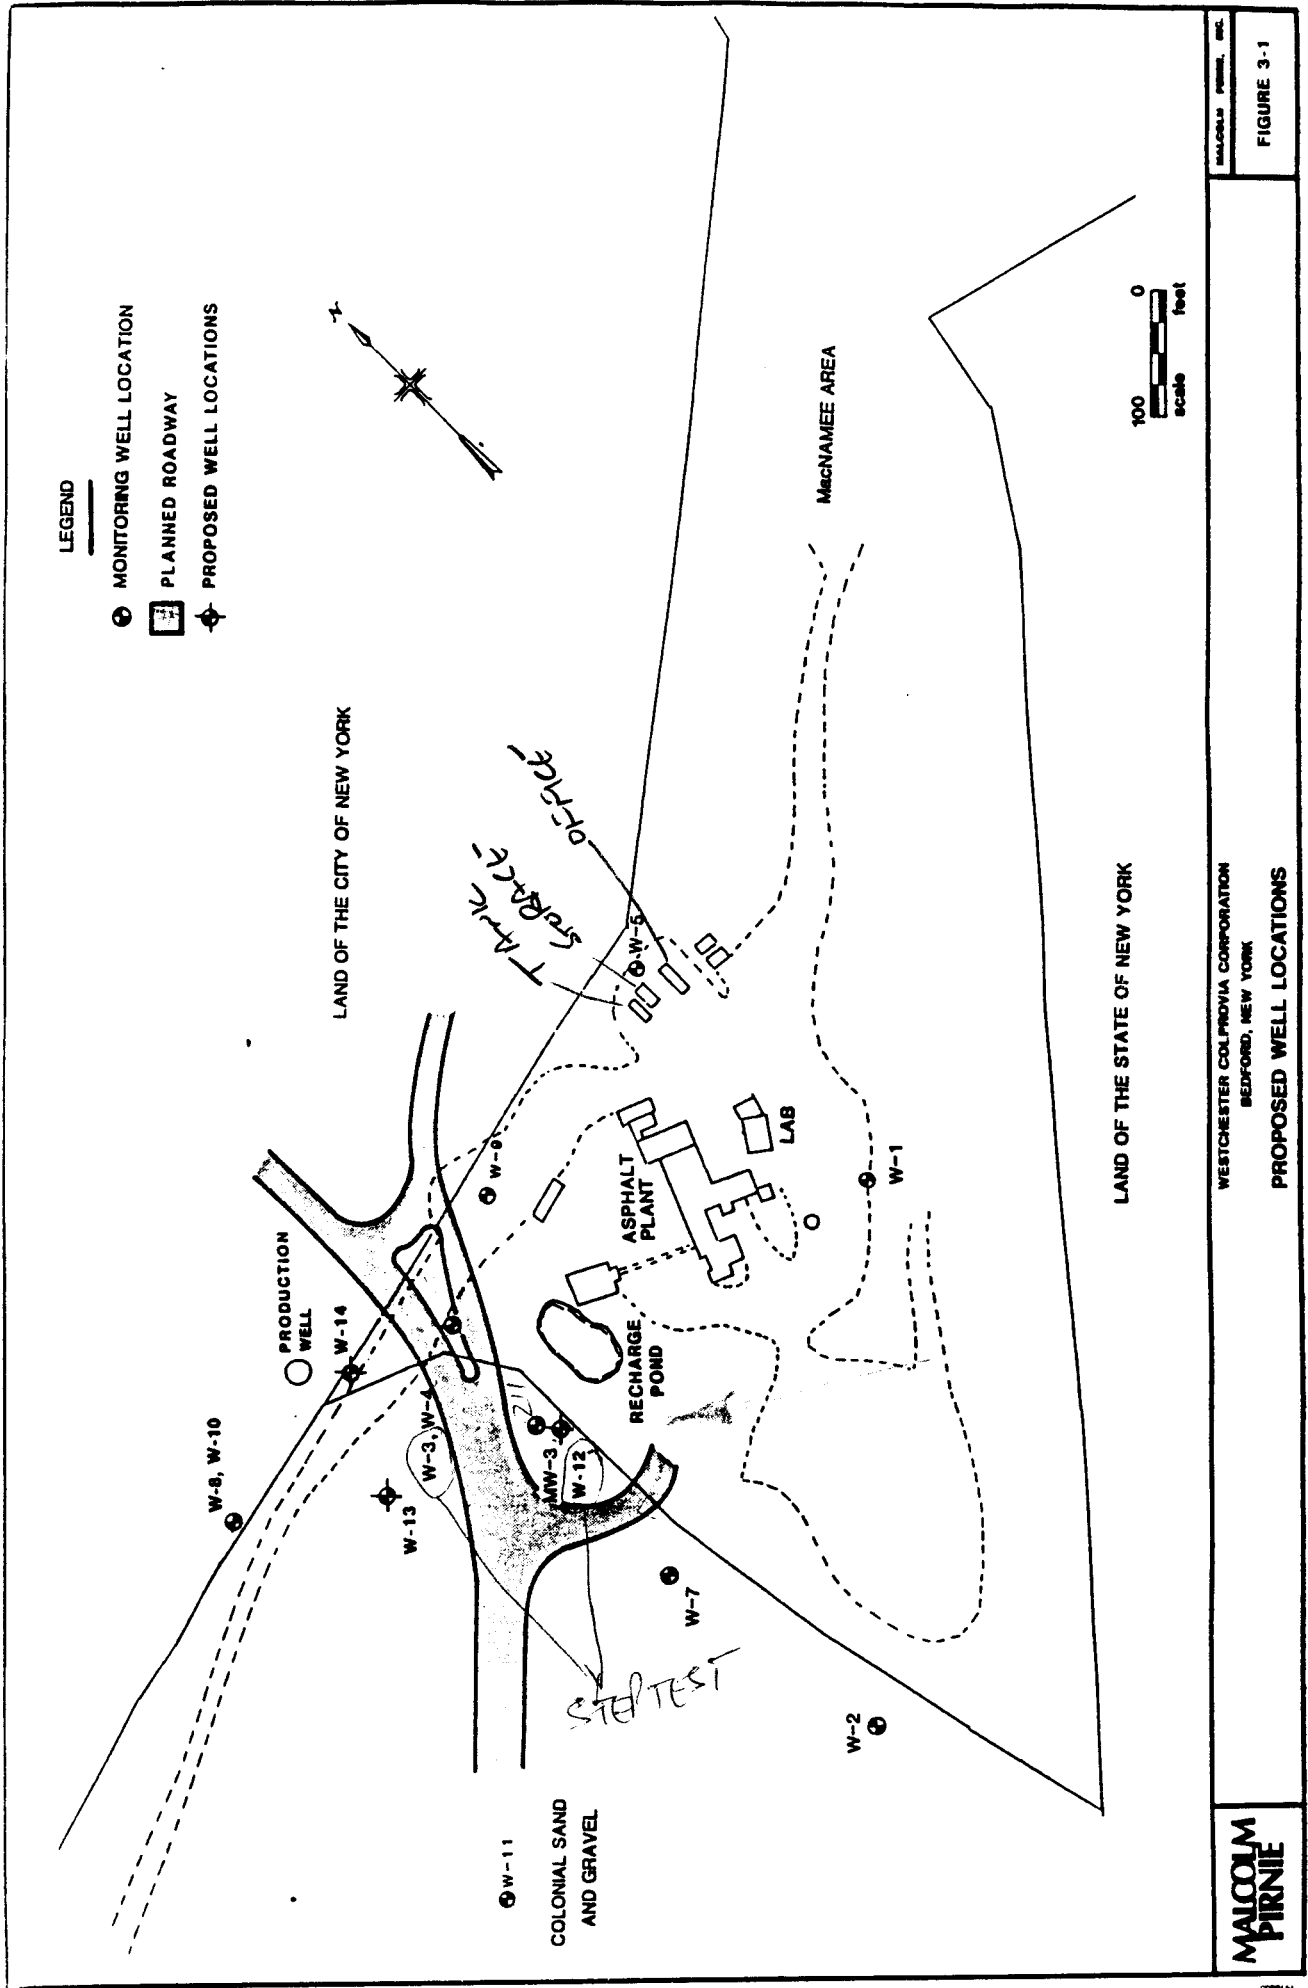 LEGEND
MONITORING WELL LOCATION
PLANNED ROADWAY
PROPOSED WELL LOCATIONS
N
LAND OF THE CITY OF NEW YORK
OFFICE
TANK
STORAGE
W-5
MacNAMEE AREA
PRODUCTION
WELL
W-14
W-9
W-8, W-10
W-13
W-3, W-4
MW-3
W-12
ASPHALT
PLANT
LAB
RECHARGE
POND
W-1
W-7
W-2
W-11
COLONIAL SAND
AND GRAVEL
LAND OF THE STATE OF NEW YORK
100 0
scale feet
MALCOLM
PIRNIE
WESTCHESTER COLPROVIA CORPORATION
BEDFORD, NEW YORK
PROPOSED WELL LOCATIONS
MALCOLM PIRNIE, INC.
FIGURE 3-1